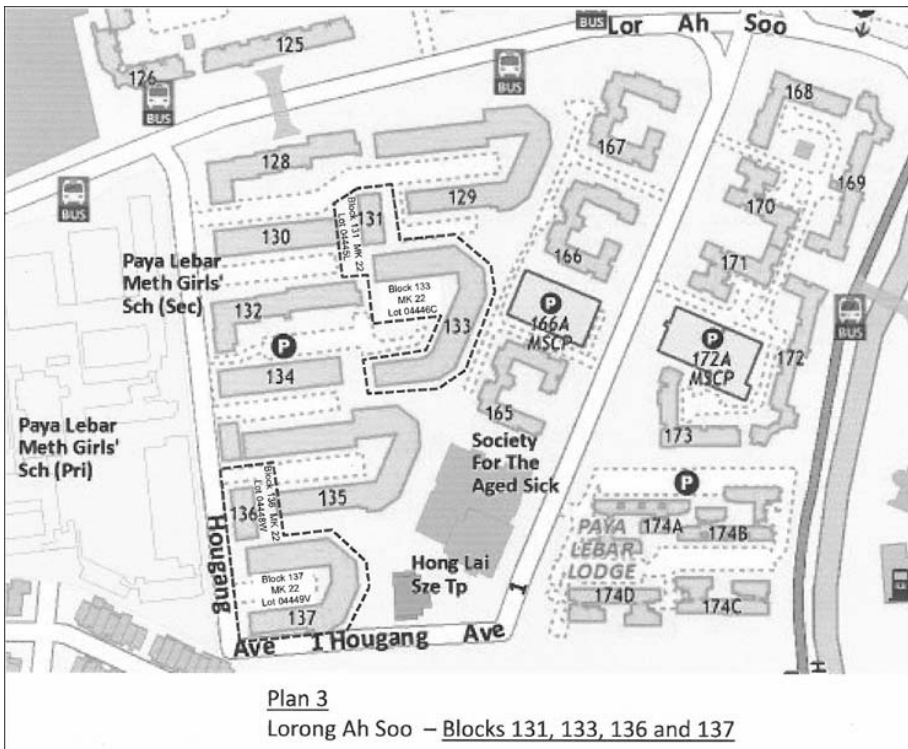 Lor Ah Soo
BUS
125
126
BUS
BUS
BUS
168
167
128
129
169
170
131
Block 131 MK 22
Lot 04445L
130
166
171
Paya Lebar
Meth Girls'
Sch (Sec)
Block 133
MK 22
Lot 04446C
133
132
P
166A
MSCP
BUS
P
172A
MSCP
172
P
134
165
173
Paya Lebar
Meth Girls'
Sch (Pri)
Society
For The
Aged Sick
P
135
136
Block 136 MK 22
Lot 04448W
174A
174B
PAYA
LEBAR
LODGE
Hougang
Hong Lai
Sze Tp
Block 137
MK 22
Lot 04449V
137
174D
174C
1
Ave 1 Hougang Ave
H
Plan 3
Lorong Ah Soo – Blocks 131, 133, 136 and 137